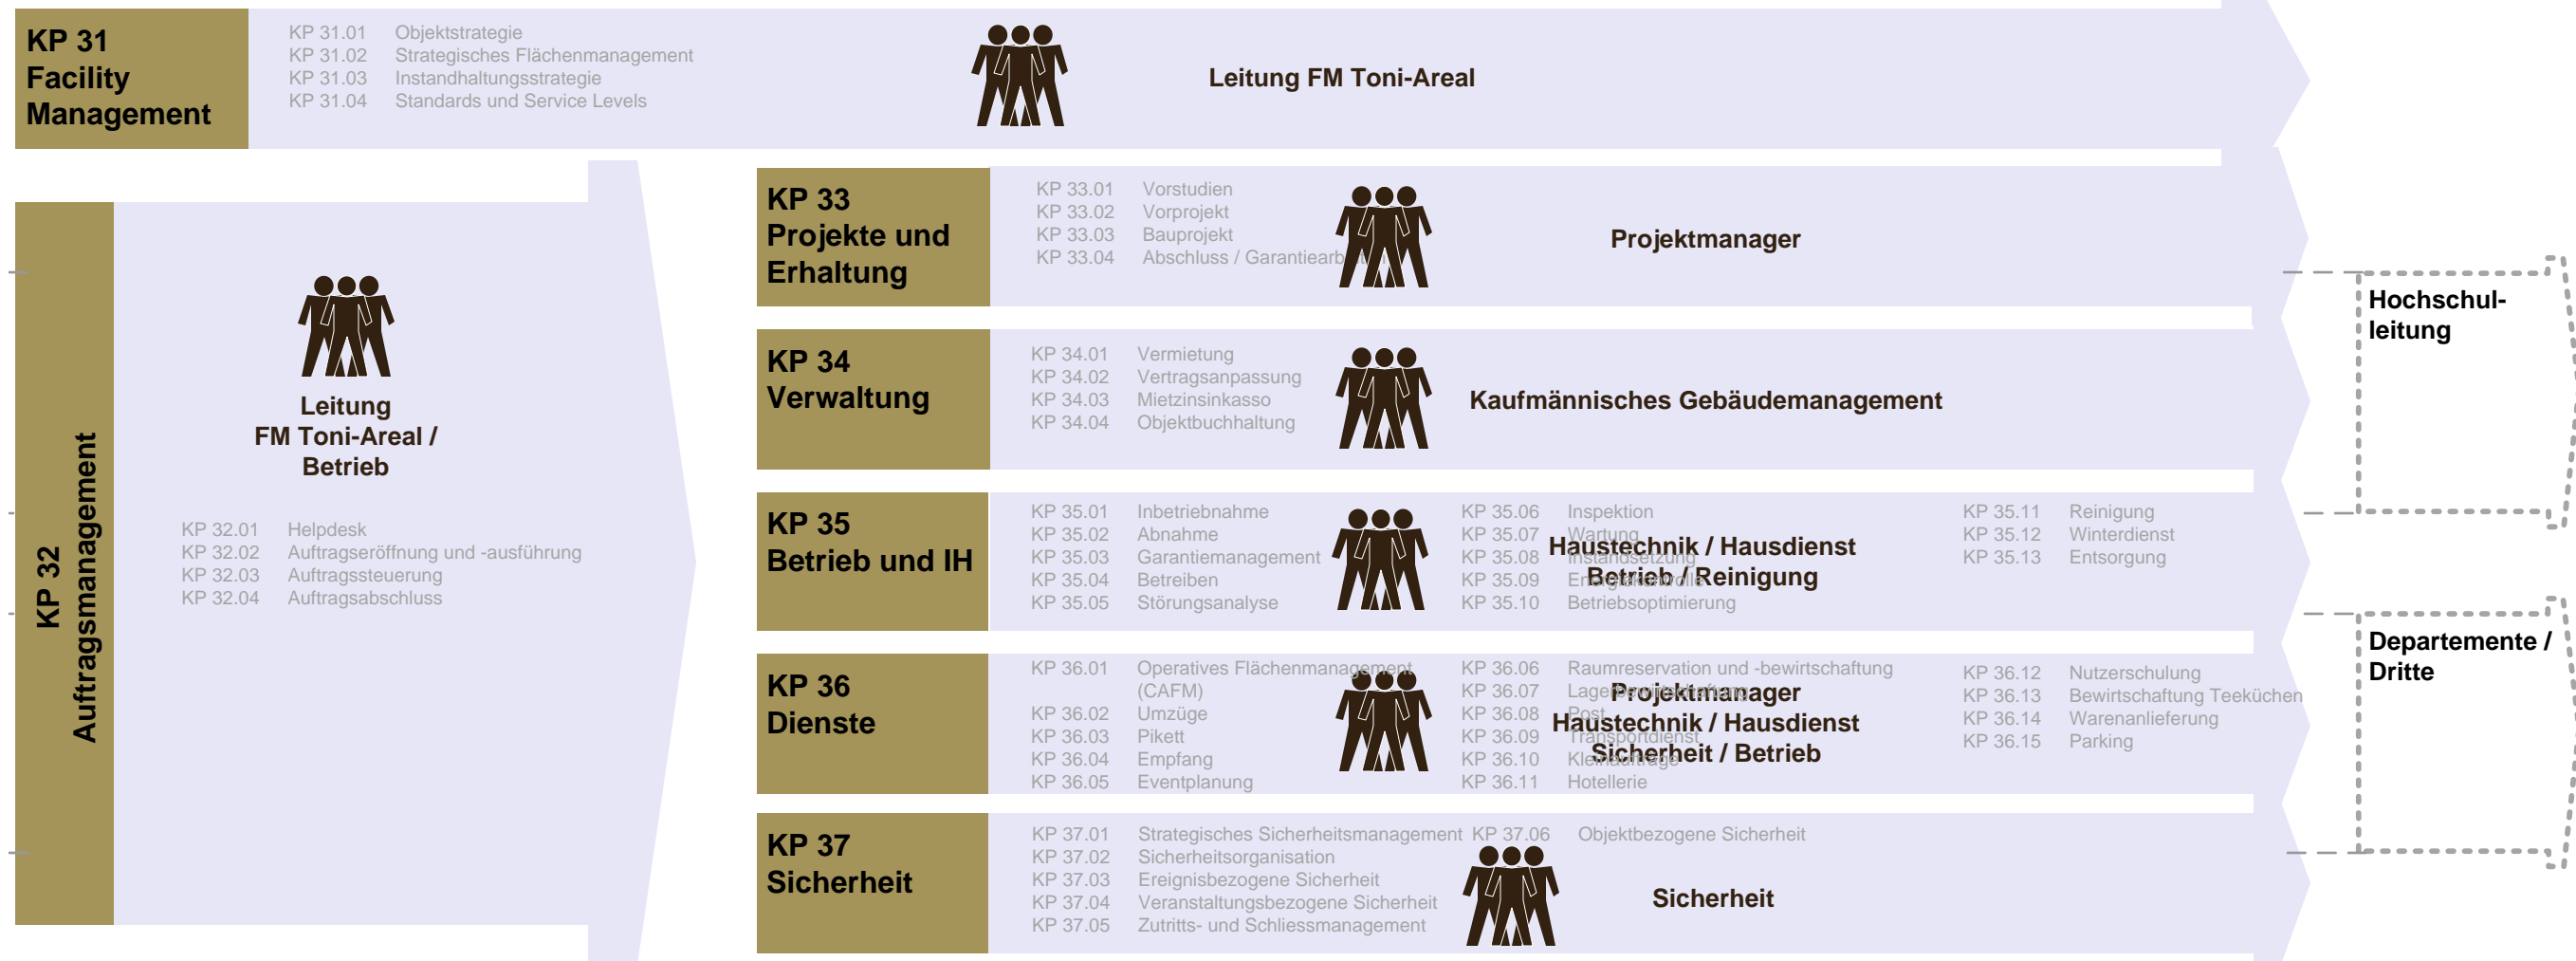 KP 31
Facility
Management
KP 31.01 Objektstrategie
KP 31.02 Strategisches Flächenmanagement
KP 31.03 Instandhaltungsstrategie
KP 31.04 Standards und Service Levels
Leitung FM Toni-Areal
KP 32
Auftragsmanagement
Leitung
FM Toni-Areal /
Betrieb
KP 32.01 Helpdesk
KP 32.02 Auftragseröffnung und -ausführung
KP 32.03 Auftragssteuerung
KP 32.04 Auftragsabschluss
KP 33
Projekte und
Erhaltung
KP 33.01 Vorstudien
KP 33.02 Vorprojekt
KP 33.03 Bauprojekt
KP 33.04 Abschluss /
Projektmanager
KP 34
Verwaltung
KP 34.01 Vermietung
KP 34.02 Vertragsanpassung
KP 34.03 Mietzinsinkasso
KP 34.04 Objektbuchhaltung
Kaufmännisches Gebäudemanagement
KP 35
Betrieb und IH
KP 35.01 Inbetriebnahme
KP 35.02 Abnahme
KP 35.03 Garantiemanagement
KP 35.04 Betreiben
KP 35.05 Störungsanalyse
KP 35.06 Inspektion
KP 35.07 Wartung
KP 35.08 Instandsetzung
KP 35.09 Energiekontrolle
KP 35.10 Betriebsoptimierung
Haustechnik / Hausdienst
Betrieb / Reinigung
KP 35.11 Reinigung
KP 35.12 Winterdienst
KP 35.13 Entsorgung
KP 36
Dienste
KP 36.01 Operatives Flächenmanagement
(CAFM)
KP 36.02 Umzüge
KP 36.03 Pikett
KP 36.04 Empfang
KP 36.05 Eventplanung
KP 36.06 Raumreservation und -bewirtschaftung
KP 36.07 Lagerbewirtschaftung
KP 36.08 Post
KP 36.09 Transportdienst
KP 36.10 Kleinaufträge
KP 36.11 Hotellerie
Projektmanager
Haustechnik / Hausdienst
Sicherheit / Betrieb
KP 36.12 Nutzerschulung
KP 36.13 Bewirtschaftung Teeküchen
KP 36.14 Warenanlieferung
KP 36.15 Parking
KP 37
Sicherheit
KP 37.01 Strategisches Sicherheitsmanagement
KP 37.02 Sicherheitsorganisation
KP 37.03 Ereignisbezogene Sicherheit
KP 37.04 Veranstaltungsbezogene Sicherheit
KP 37.05 Zutritts- und Schliessmanagement
KP 37.06 Objektbezogene Sicherheit
Sicherheit
Hochschul-
leitung
Departemente /
Dritte